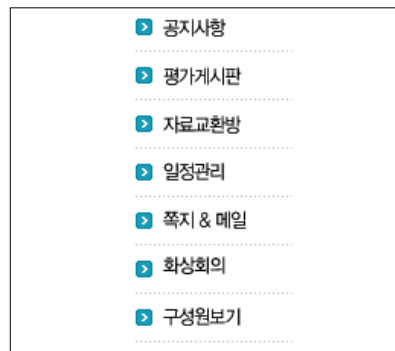 공지사항
평가게시판
자료교환방
일정관리
쪽지 & 메일
화상회의
구성원보기